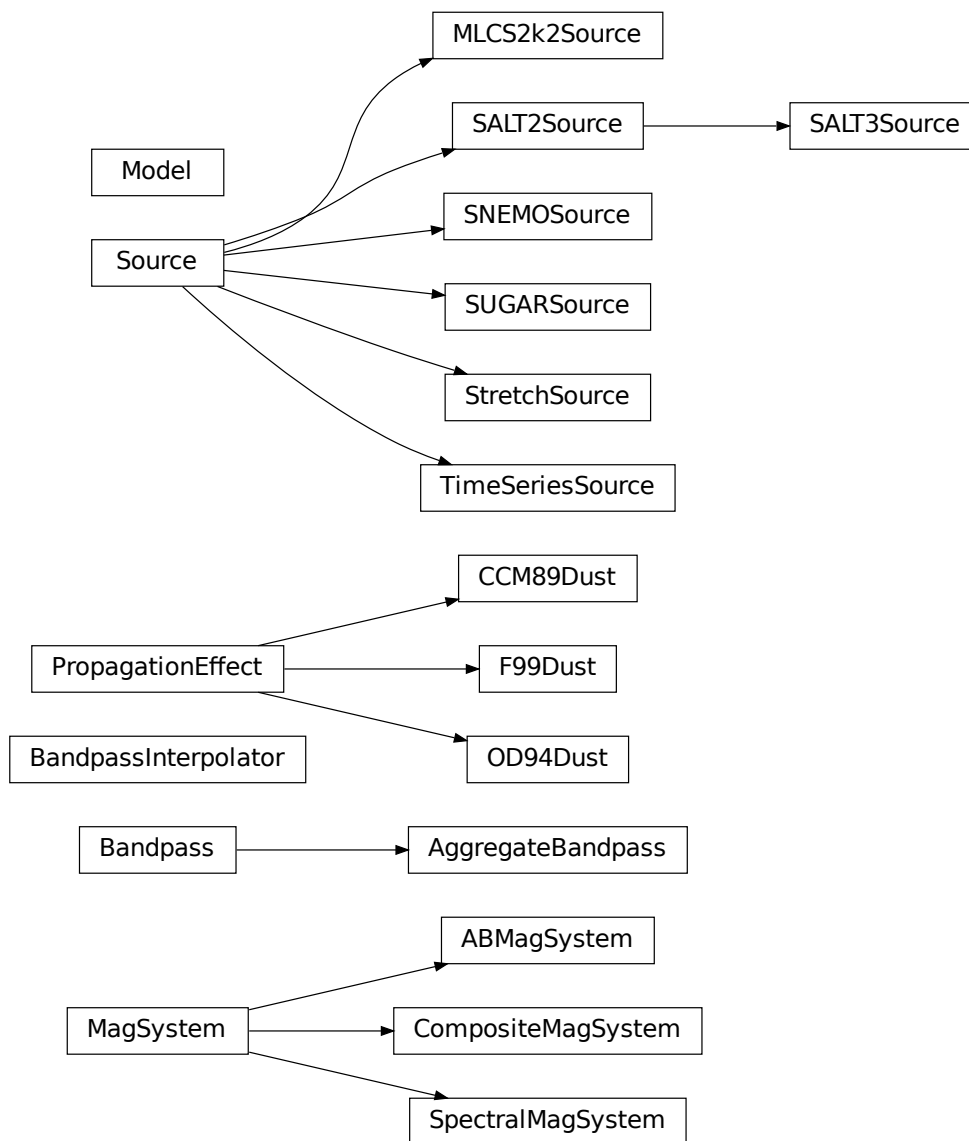 MLCS2k2Source
SALT2Source
SALT3Source
Model
SNEMOSource
Source
SUGARSource
StretchSource
TimeSeriesSource
CCM89Dust
PropagationEffect
F99Dust
BandpassInterpolator
OD94Dust
Bandpass
AggregateBandpass
ABMagSystem
MagSystem
CompositeMagSystem
SpectralMagSystem